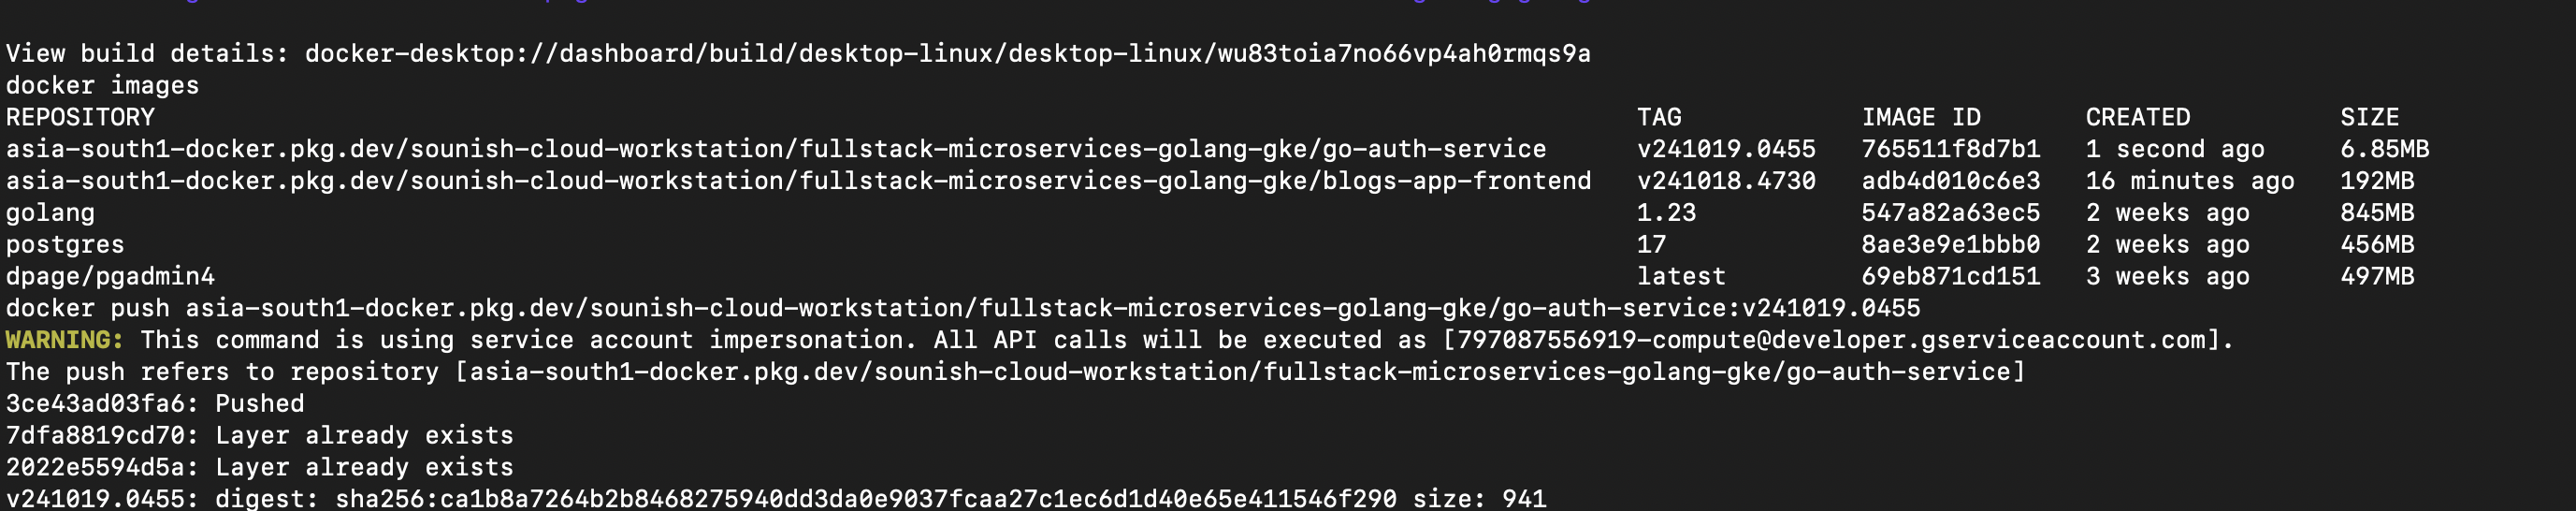 View build details: docker-desktop://dashboard/build/desktop-linux/desktop-linux/wu83toia7no66vp4ah0rmqs9a
docker images
REPOSITORY TAG IMAGE ID CREATED SIZE
asia-south1-docker.pkg.dev/sounish-cloud-workstation/fullstack-microservices-golang-gke/go-auth-service v241019.0455 765511f8d7b1 1 second ago 6.85MB
asia-south1-docker.pkg.dev/sounish-cloud-workstation/fullstack-microservices-golang-gke/blogs-app-frontend v241018.4730 adb4d010c6e3 16 minutes ago 192MB
golang 1.23 547a82a63ec5 2 weeks ago 845MB
postgres 17 8ae3e9e1bbb0 2 weeks ago 456MB
dpage/pgadmin4 latest 69eb871cd151 3 weeks ago 497MB
docker push asia-south1-docker.pkg.dev/sounish-cloud-workstation/fullstack-microservices-golang-gke/go-auth-service:v241019.0455
WARNING: This command is using service account impersonation. All API calls will be executed as [797087556919-compute@developer.gserviceaccount.com].
The push refers to repository [asia-south1-docker.pkg.dev/sounish-cloud-workstation/fullstack-microservices-golang-gke/go-auth-service]
3ce43ad03fa6: Pushed
7dfa8819cd70: Layer already exists
2022e5594d5a: Layer already exists
v241019.0455: digest: sha256:ca1b8a7264b2b8468275940dd3da0e9037fcaa27c1ec6d1d40e65e411546f290 size: 941